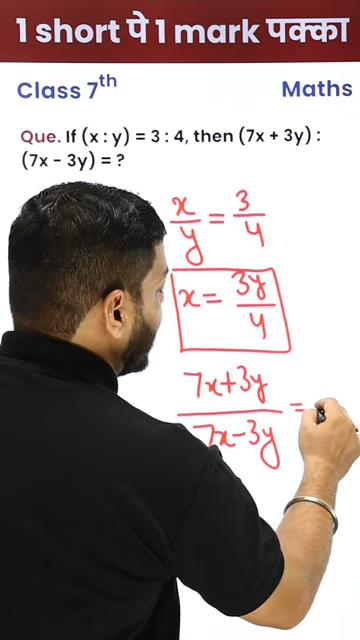 1 short पे 1 mark पक्का
Class 7th
Maths
Que. If (x : y) = 3 : 4, then (7x + 3y) :
(7x – 3y) = ?
x/y = 3/4
x = 3y/4
7x+3y/7x-3y =